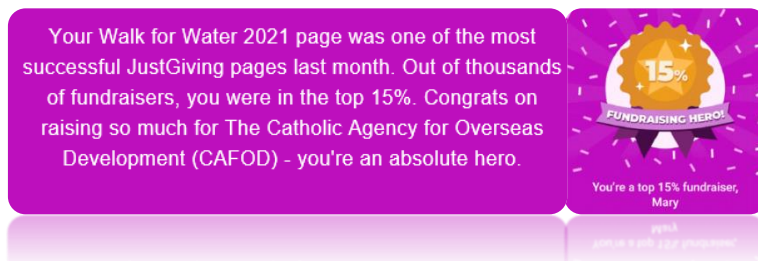 Your Walk for Water 2021 page was one of the most
successful JustGiving pages last month. Out of thousands
of fundraisers, you were in the top 15%. Congrats on
raising so much for The Catholic Agency for Overseas
Development (CAFOD) - you're an absolute hero.
15%
FUNDRAISING HERO!
You're a top 15% fundraiser,
Mary